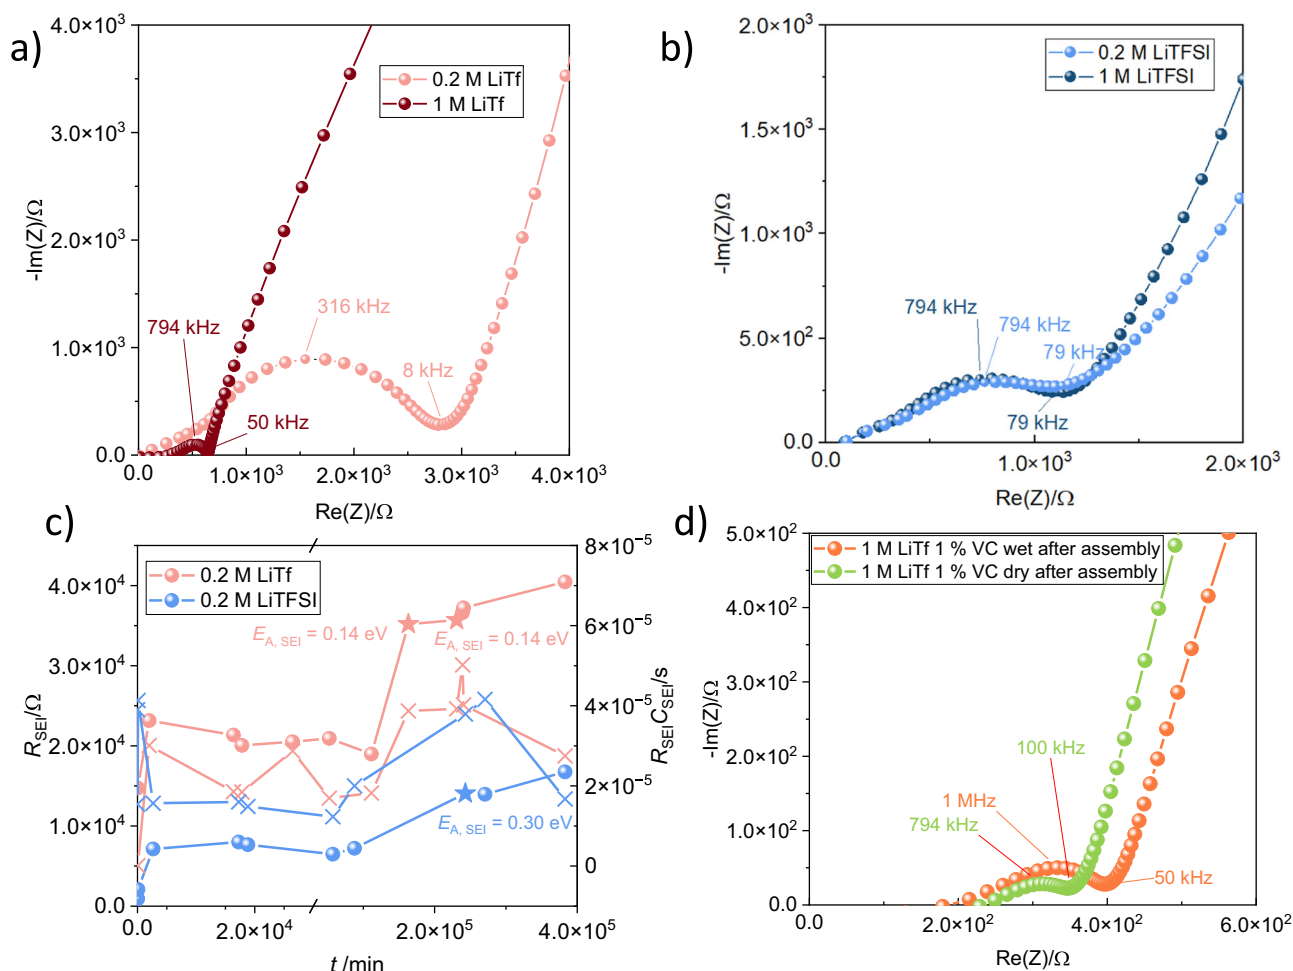 a)
4.0×10³
3.0×10³
2.0×10³
1.0×10³
0.0
-Im(Z)/Ω
0.2 M LiTf
1 M LiTf
316 kHz
794 kHz
8 kHz
50 kHz
0.0
1.0×10³
2.0×10³
3.0×10³
4.0×10³
Re(Z)/Ω
b)
2.0×10³
1.5×10³
1.0×10³
5.0×10²
0.0
-Im(Z)/Ω
0.2 M LiTFSI
1 M LiTFSI
794 kHz
794 kHz
79 kHz
79 kHz
0.0
1.0×10³
2.0×10³
Re(Z)/Ω
c)
4.0×10⁴
3.0×10⁴
2.0×10⁴
1.0×10⁴
0.0
R_SEI/Ω
0.2 M LiTf
0.2 M LiTFSI
E_A, SEI = 0.14 eV
E_A, SEI = 0.14 eV
E_A, SEI = 0.30 eV
8×10⁻⁵
6×10⁻⁵
4×10⁻⁵
2×10⁻⁵
0
R_SEI C_SEI/s
0.0
2.0×10⁴
2.0×10⁵
4.0×10⁵
t /min
d)
5.0×10²
4.0×10²
3.0×10²
2.0×10²
1.0×10²
0.0
-Im(Z)/Ω
1 M LiTf 1 % VC wet after assembly
1 M LiTf 1 % VC dry after assembly
100 kHz
1 MHz
794 kHz
50 kHz
0.0
2.0×10²
4.0×10²
6.0×10²
Re(Z)/Ω